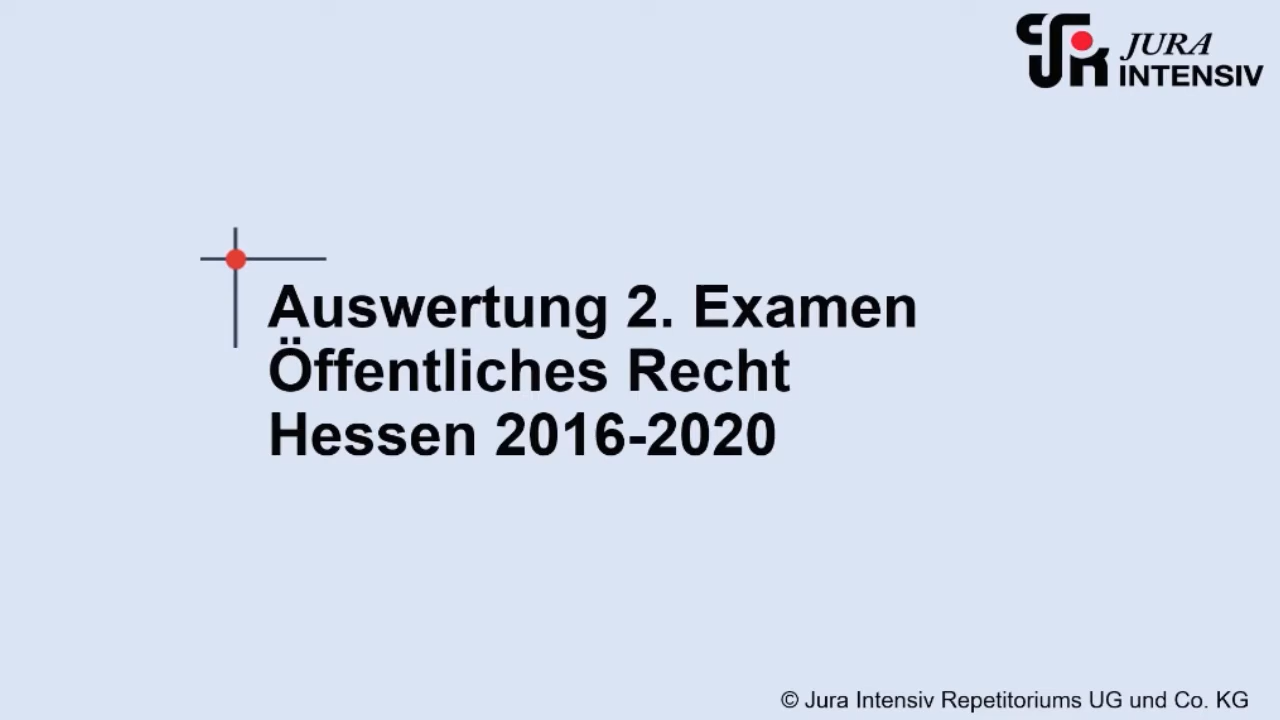 JURA
INTENSIV
Auswertung 2. Examen
Öffentliches Recht
Hessen 2016-2020
© Jura Intensiv Repetitoriums UG und Co. KG